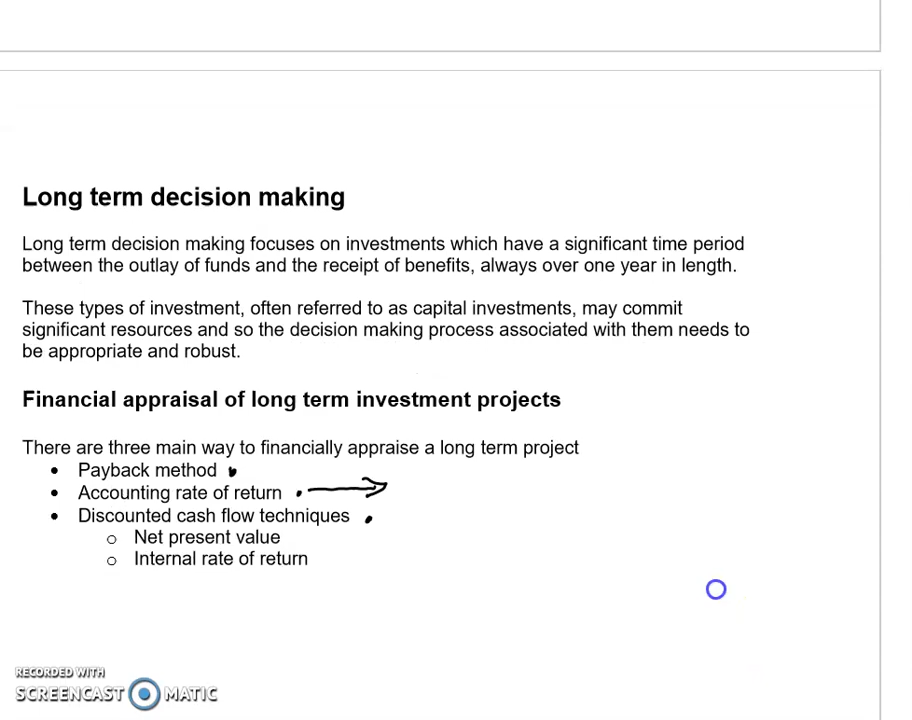 Long term decision making
Long term decision making focuses on investments which have a significant time period
between the outlay of funds and the receipt of benefits, always over one year in length.
These types of investment, often referred to as capital investments, may commit
significant resources and so the decision making process associated with them needs to
be appropriate and robust.
Financial appraisal of long term investment projects
There are three main way to financially appraise a long term project
• Payback method
• Accounting rate of return
• Discounted cash flow techniques
o Net present value
o Internal rate of return
RECORDED WITH
SCREENCAST MATIC